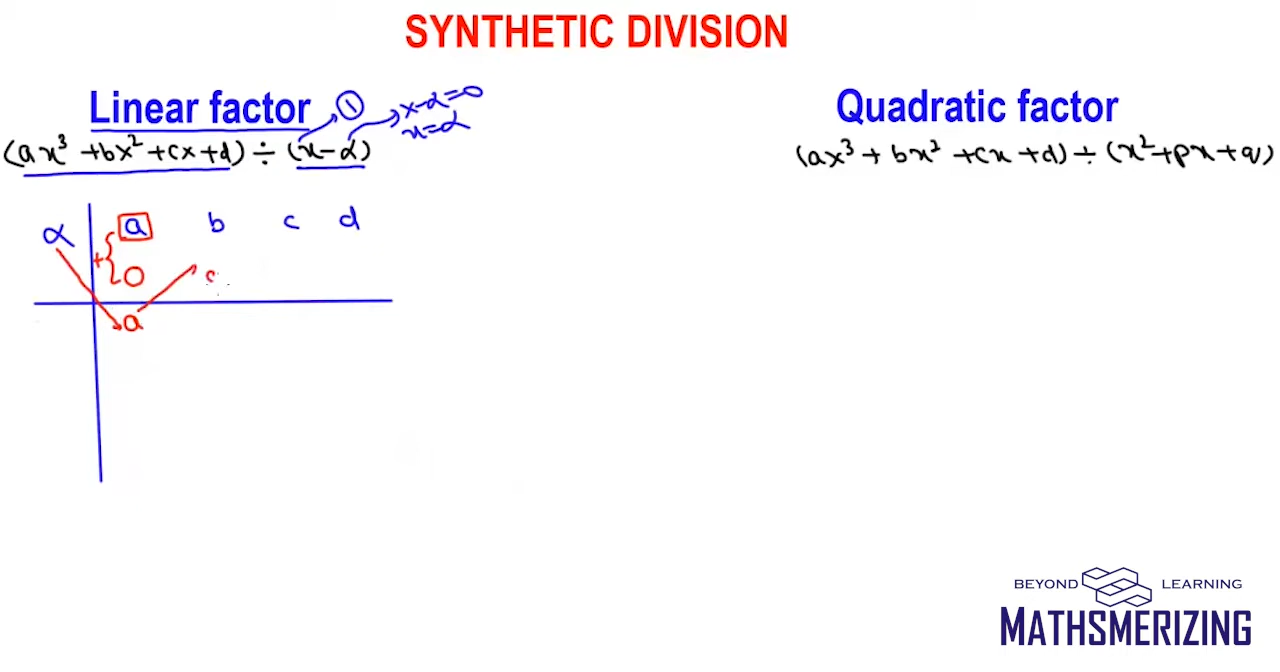 SYNTHETIC DIVISION
Linear factor ① x-α=0
x=α
(ax³ +bx² +cx+d) ÷ (x-α)
α a b c d
+ 0
a
Quadratic factor
(ax³ + bx² +cx +d) ÷ (x²+px+q)
BEYOND LEARNING
MATHSMERIZING